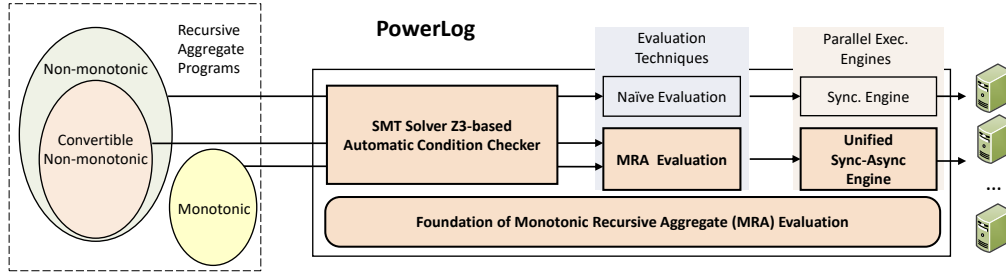 Recursive
Aggregate
Programs
Non-monotonic
Convertible
Non-monotonic
Monotonic
PowerLog
SMT Solver Z3-based
Automatic Condition Checker
Evaluation
Techniques
Naïve Evaluation
MRA Evaluation
Parallel Exec.
Engines
Sync. Engine
Unified
Sync-Async
Engine
...
Foundation of Monotonic Recursive Aggregate (MRA) Evaluation